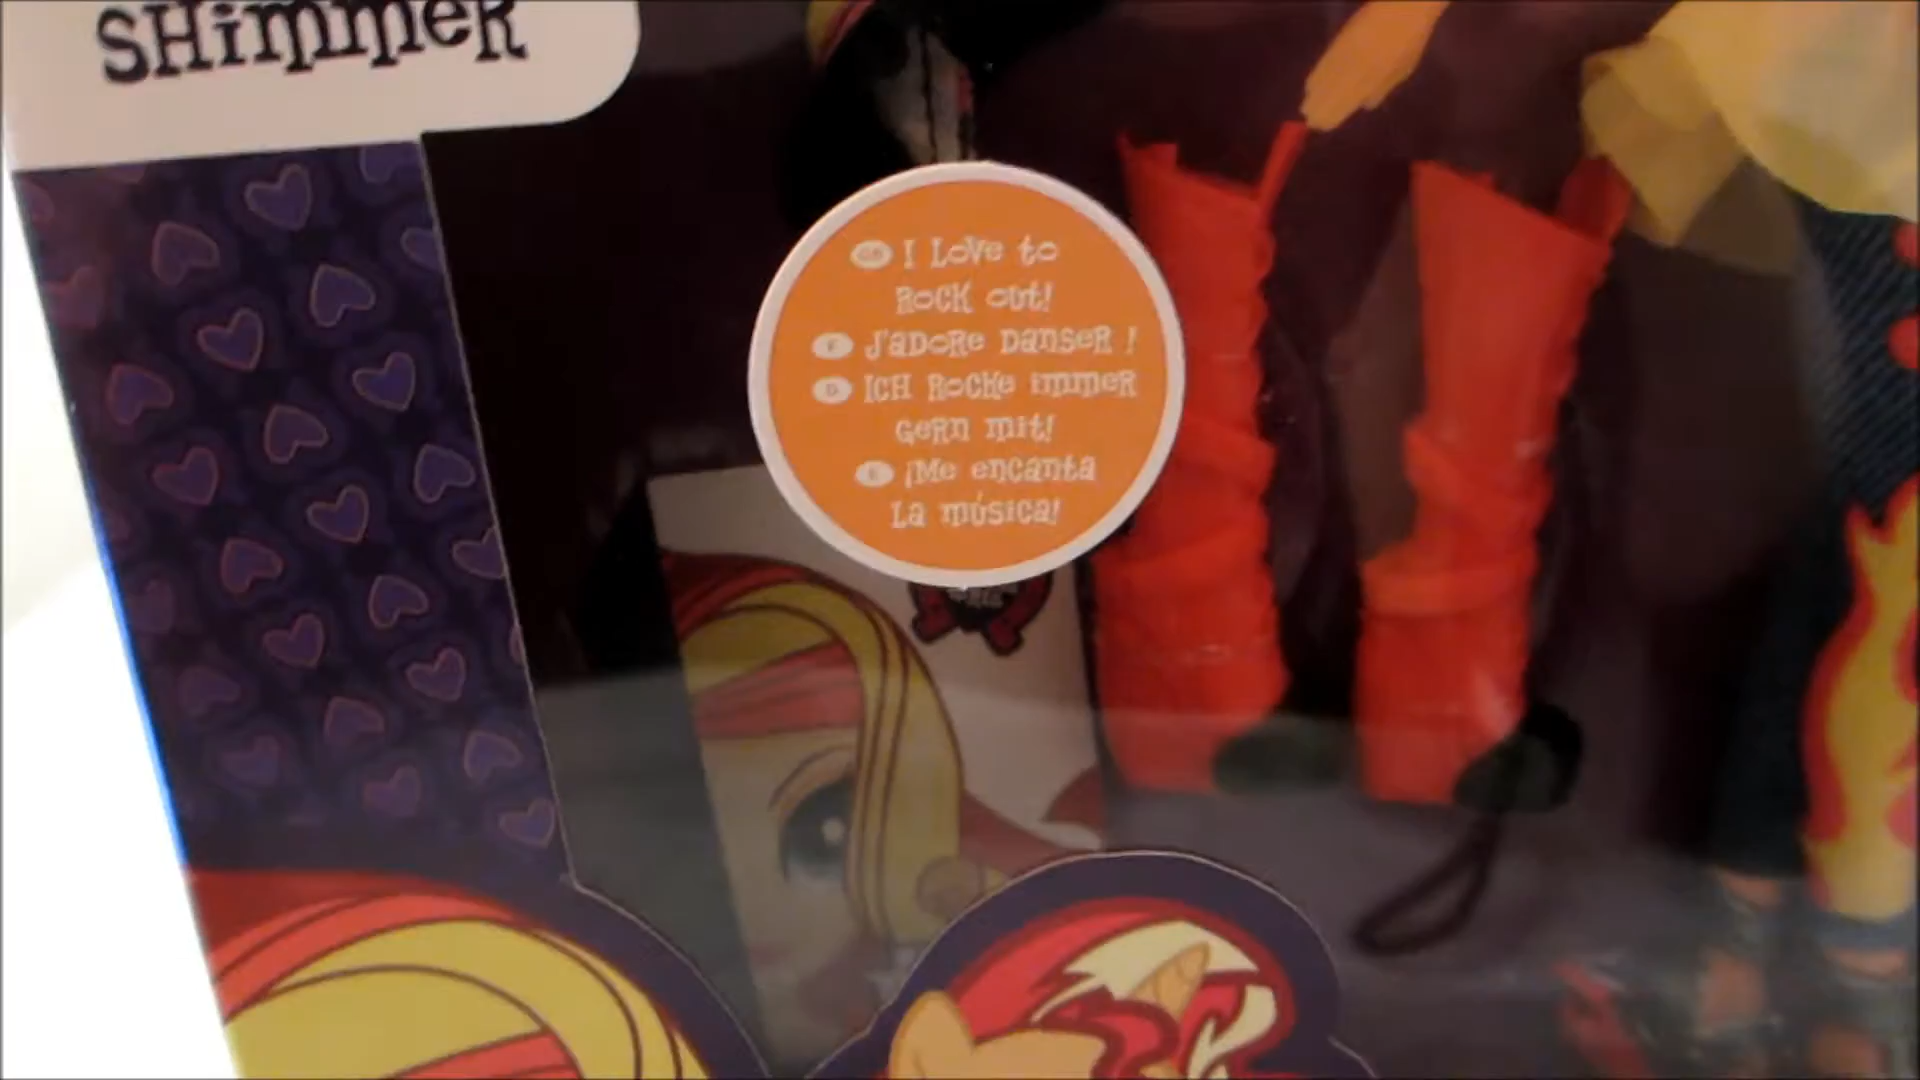 SHimmeR
GB I Love to
ROCK out!
F J'aDORe Danser !
D ICH ROCKe immer
Gern mit!
E ¡Me encanta
La música!